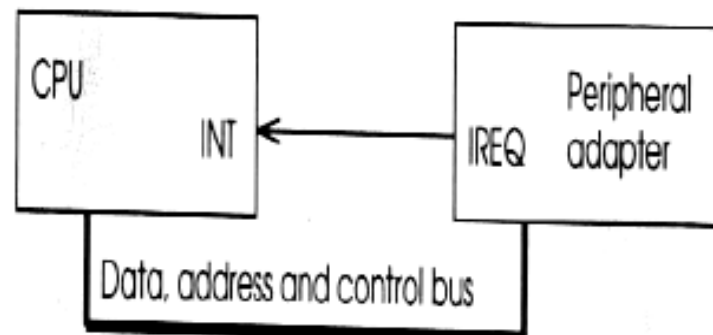 CPU
INT
IREQ
Peripheral
adapter
Data, address and control bus